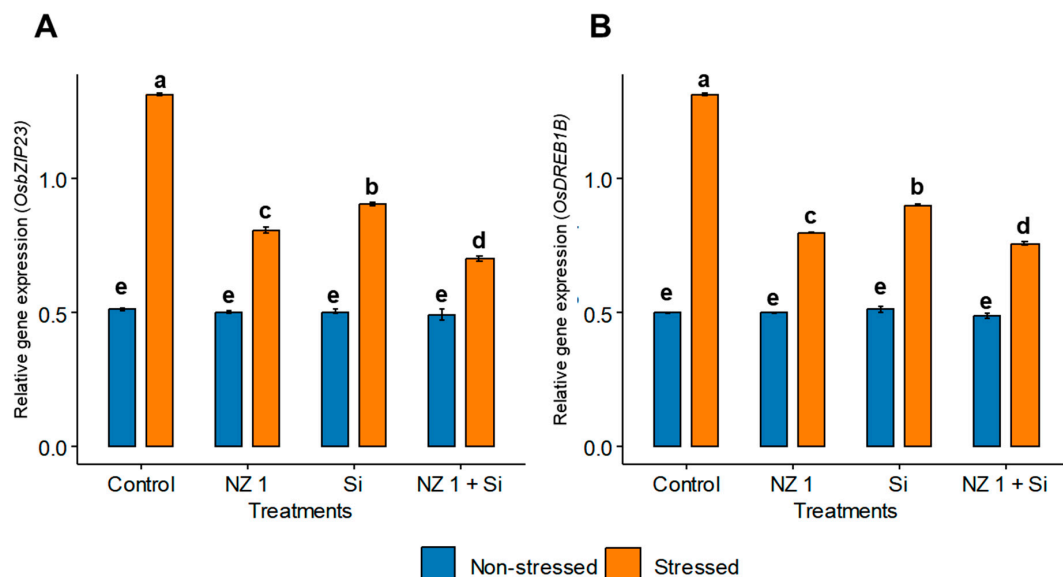 A
Relative gene expression (OsbZIP23)
1.0
0.5
0.0
a
b
c
d
e
e
e
e
Control NZ 1 Si NZ 1 + Si
Treatments
B
Relative gene expression (OsDREB1B)
1.0
0.5
0.0
a
b
c
d
e
e
e
e
Control NZ 1 Si NZ 1 + Si
Treatments
Non-stressed Stressed